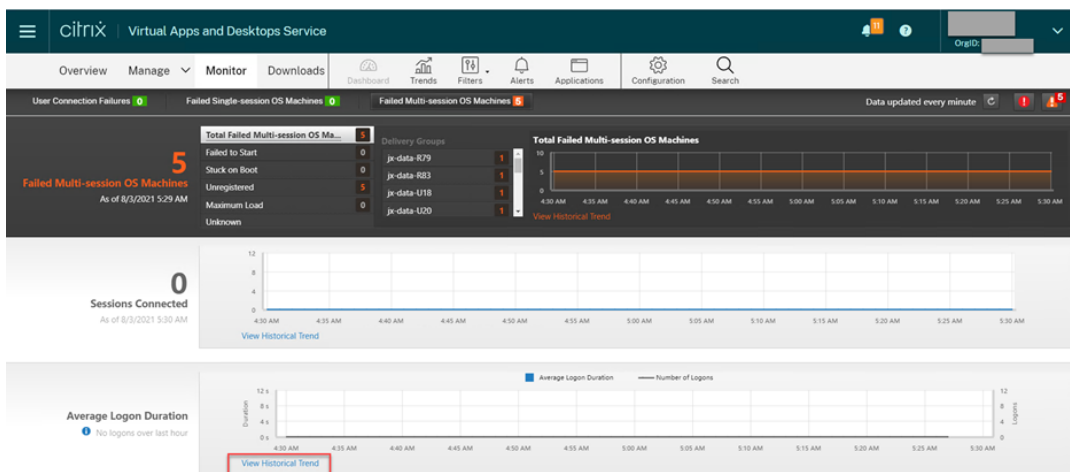 citrix | Virtual Apps and Desktops Service
11
OrgID:
Overview Manage Monitor Downloads Dashboard Trends Filters Alerts Applications Configuration Search
User Connection Failures 0 Failed Single-session OS Machines 0 Failed Multi-session OS Machines 5 Data updated every minute 5
5
Failed Multi-session OS Machines
As of 8/3/2021 5:29 AM
Total Failed Multi-session OS Ma... 5
Failed to Start 0
Stuck on Boot 0
Unregistered 5
Maximum Load 0
Unknown
Delivery Groups
jx-data-R79 1
jx-data-R83 1
jx-data-U18 1
jx-data-U20 1
Total Failed Multi-session OS Machines
10
5
0
4:30 AM 4:35 AM 4:40 AM 4:45 AM 4:50 AM 4:55 AM 5:00 AM 5:05 AM 5:10 AM 5:15 AM 5:20 AM 5:25 AM 5:30 AM
View Historical Trend
0
Sessions Connected
As of 8/3/2021 5:30 AM
12
8
4
0
4:30 AM 4:35 AM 4:40 AM 4:45 AM 4:50 AM 4:55 AM 5:00 AM 5:05 AM 5:10 AM 5:15 AM 5:20 AM 5:25 AM 5:30 AM
View Historical Trend
Average Logon Duration
No logons over last hour
Average Logon Duration Number of Logons
Duration
12 s
8 s
4 s
0 s
12
8
4
0
Logons
4:30 AM 4:35 AM 4:40 AM 4:45 AM 4:50 AM 4:55 AM 5:00 AM 5:05 AM 5:10 AM 5:15 AM 5:20 AM 5:25 AM 5:30 AM
View Historical Trend